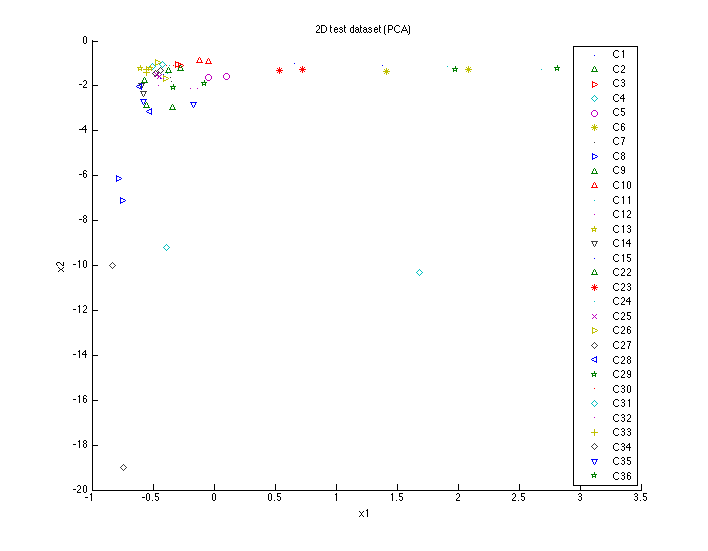 2D test dataset (PCA)
0
-2
-4
-6
-8
-10
-12
-14
-16
-18
-20
x2
-1
-0.5
0
0.5
1
1.5
2
2.5
3
3.5
x1
C1
C2
C3
C4
C5
C6
C7
C8
C9
C10
C11
C12
C13
C14
C15
C22
C23
C24
C25
C26
C27
C28
C29
C30
C31
C32
C33
C34
C35
C36